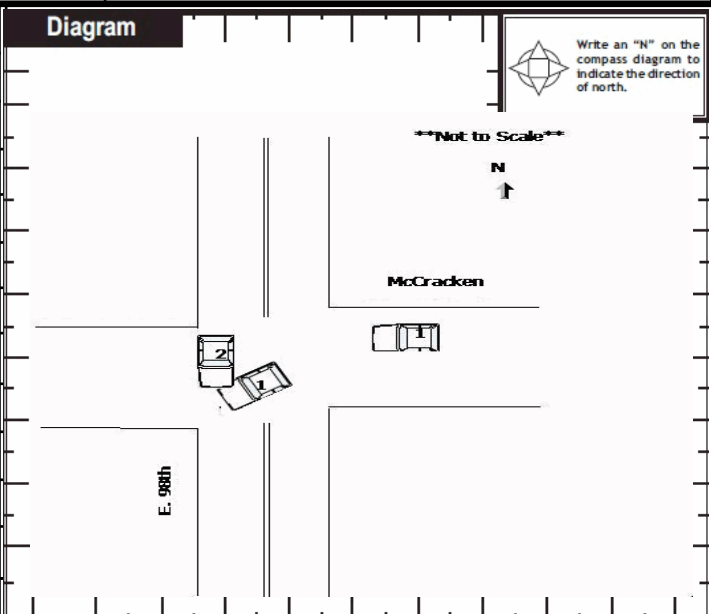 Diagram
Write an “N” on the
compass diagram to
indicate the direction
of north.
**Not to Scale**
N
McCracken
1
2
1
E. 98th